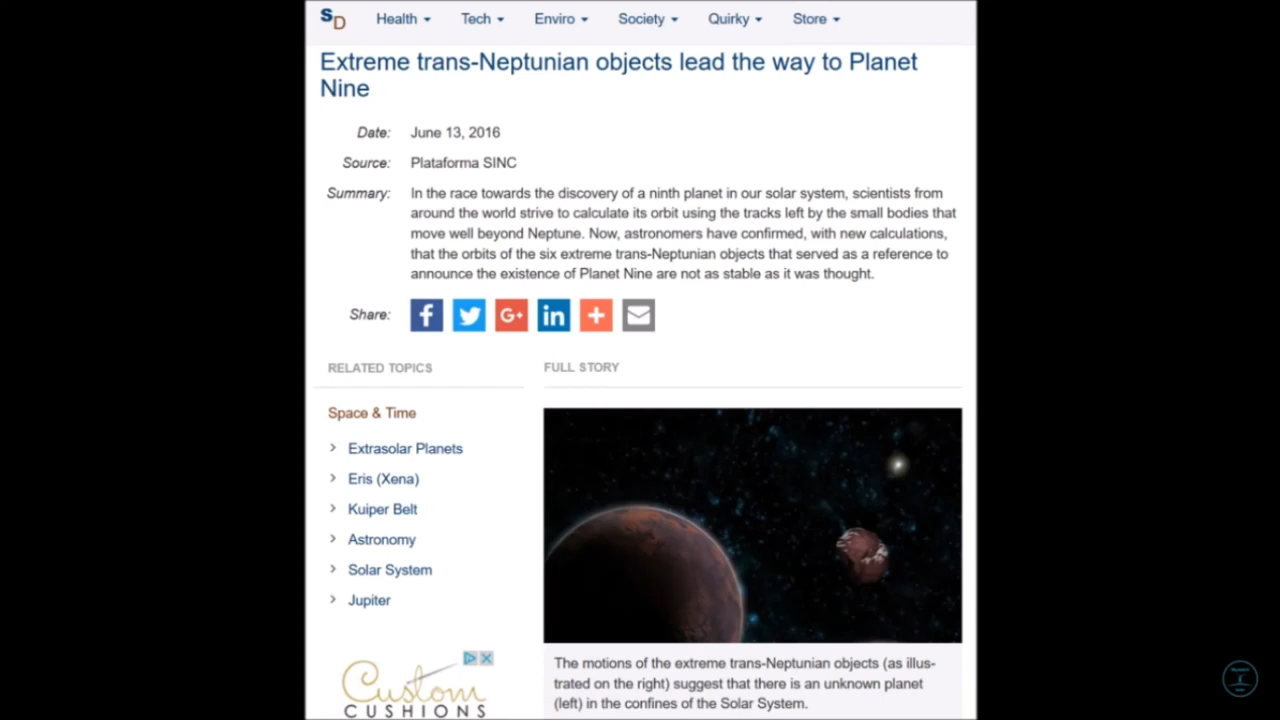 SD Health Tech Enviro Society Quirky Store
Extreme trans-Neptunian objects lead the way to Planet
Nine
Date: June 13, 2016
Source: Plataforma SINC
Summary: In the race towards the discovery of a ninth planet in our solar system, scientists from
around the world strive to calculate its orbit using the tracks left by the small bodies that
move well beyond Neptune. Now, astronomers have confirmed, with new calculations,
that the orbits of the six extreme trans-Neptunian objects that served as a reference to
announce the existence of Planet Nine are not as stable as it was thought.
Share: f G+ in +
RELATED TOPICS
Space & Time
Extrasolar Planets
Eris (Xena)
Kuiper Belt
Astronomy
Solar System
Jupiter
Custom
CUSHIONS
FULL STORY
The motions of the extreme trans-Neptunian objects (as illus-
trated on the right) suggest that there is an unknown planet
(left) in the confines of the Solar System.